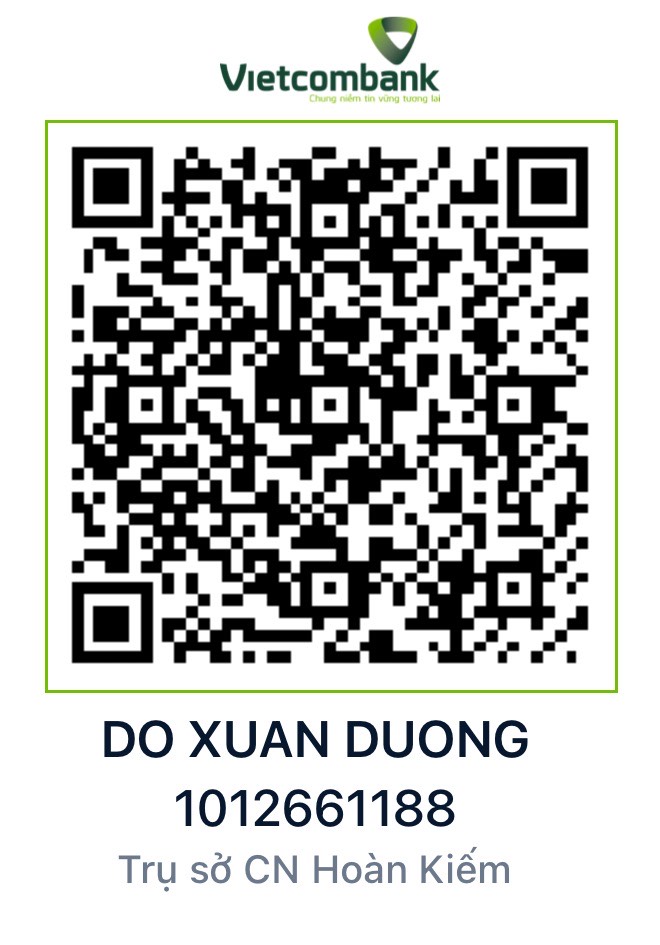 Vietcombank
Chung niềm tin vững tương lai
DO XUAN DUONG
1012661188
Trụ sở CN Hoàn Kiếm